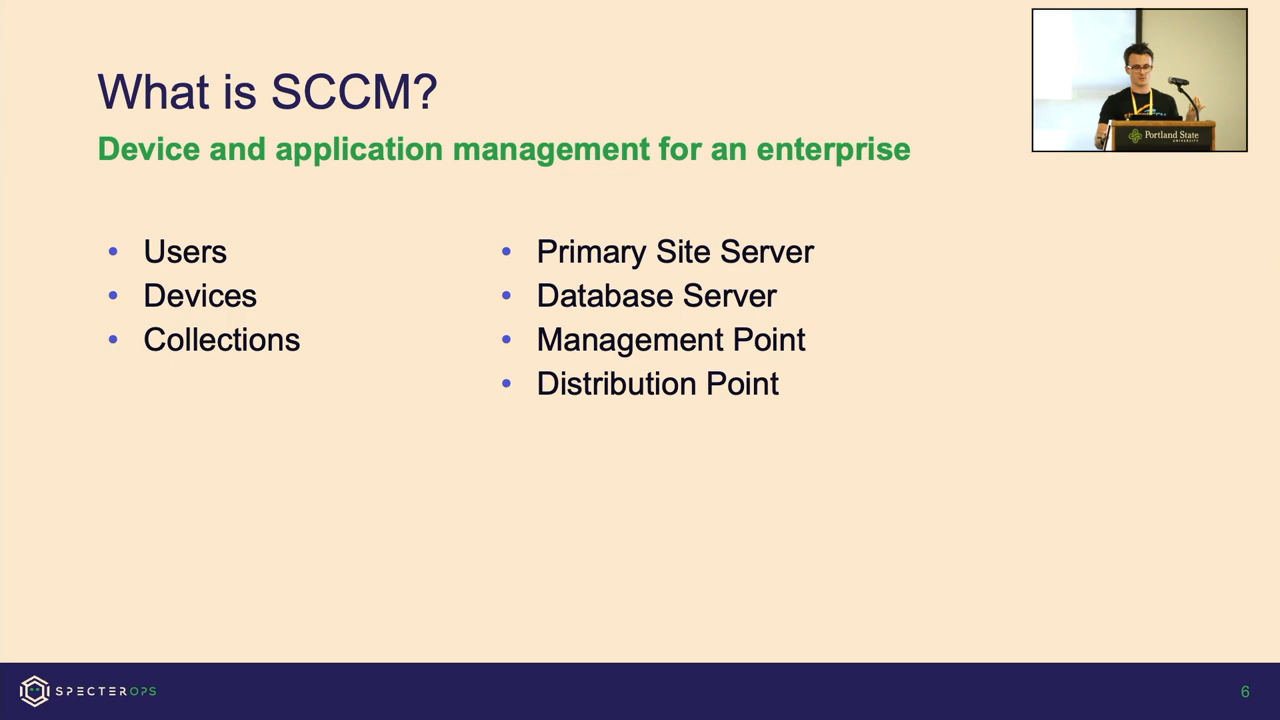 What is SCCM?
Device and application management for an enterprise
• Users
• Devices
• Collections
• Primary Site Server
• Database Server
• Management Point
• Distribution Point
Portland State
UNIVERSITY
SPECTEROPS
6